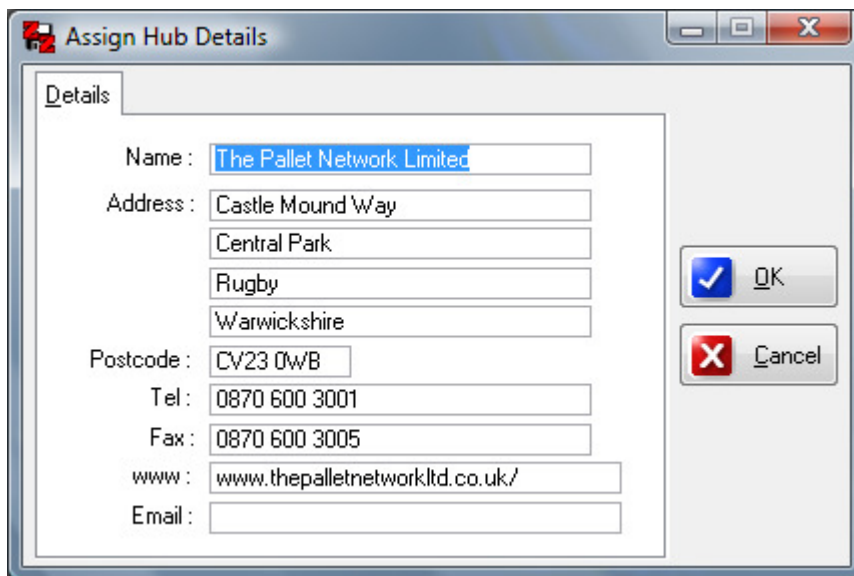 Assign Hub Details
Details
Name : The Pallet Network Limited
Address : Castle Mound Way
Central Park
Rugby
Warwickshire
Postcode : CV23 0WB
Tel : 0870 600 3001
Fax : 0870 600 3005
www : www.thepalletnetworkltd.co.uk/
Email :
OK
Cancel